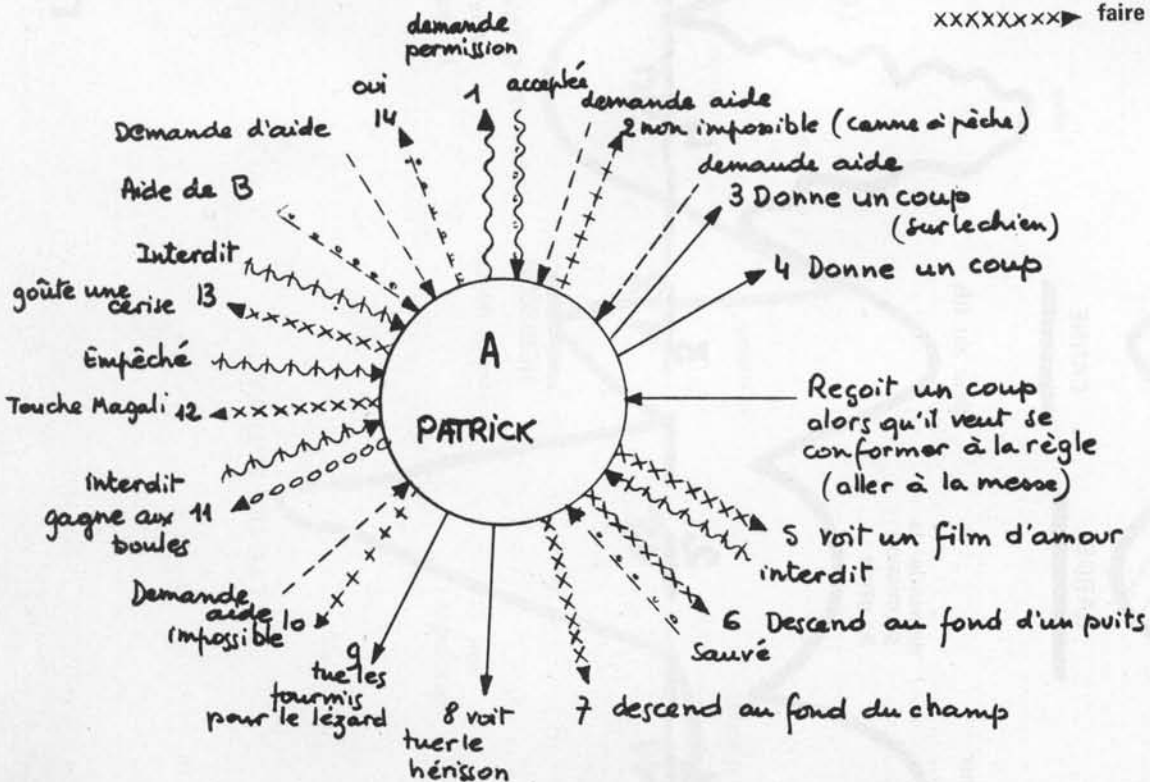 faire
demande
permission
1
acceptée
demande aide
2 non impossible (canne à pêche)
demande aide
3 Donne un coup
(sur le chien)
4 Donne un coup
Reçoit un coup
alors qu'il veut se
conformer à la règle
(aller à la messe)
5 voit un film d'amour
interdit
6 Descend au fond d'un puits
Sauvé
7 descend au fond du champ
8 voit
tuer le
hérisson
9
tue les
fourmis
pour le lézard
Demande
aide 10
impossible
interdit
gagne aux 11
boules
Touche Magali 12
Empêché
goûte une
cérise 13
Interdit
Aide de B
Demande d'aide
oui
14
A
PATRICK